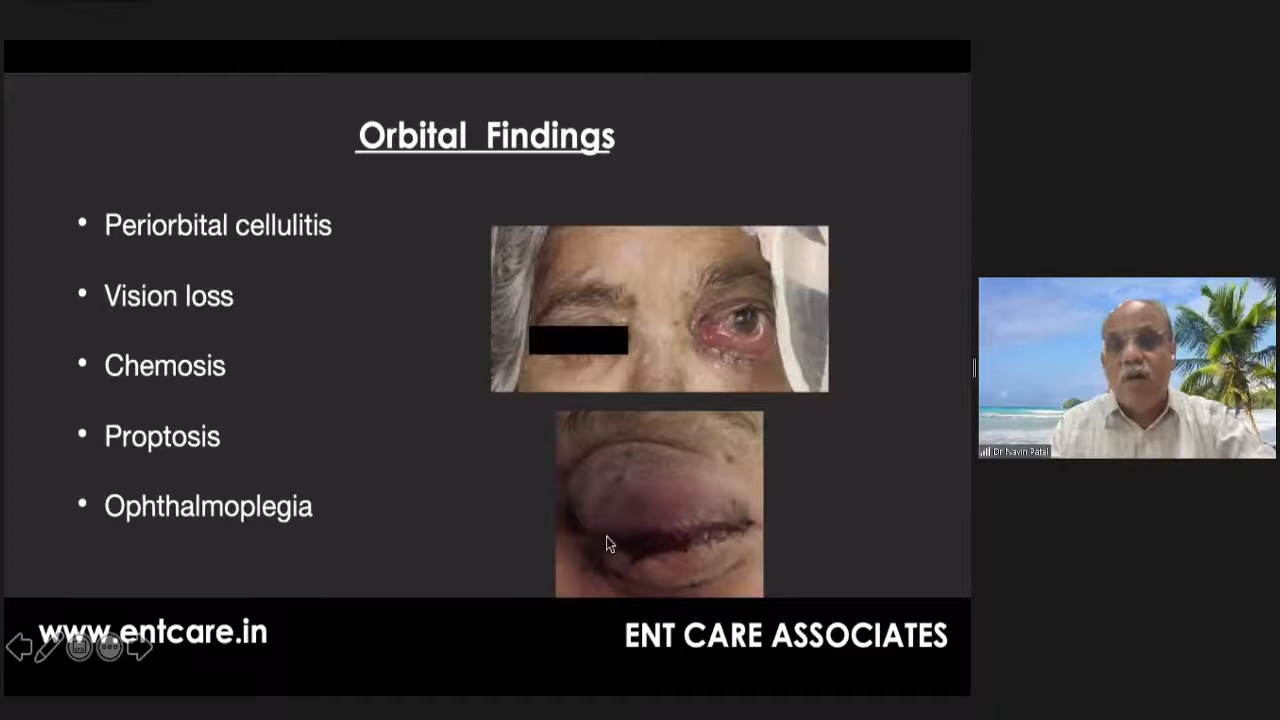 Orbital Findings
• Periorbital cellulitis
• Vision loss
• Chemosis
• Proptosis
• Ophthalmoplegia
Dr Navin Patel
www.entcare.in
ENT CARE ASSOCIATES